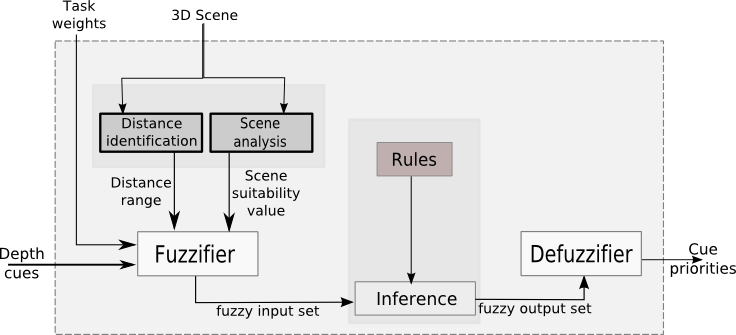 Task
weights
3D Scene
Distance
identification
Scene
analysis
Distance
range
Scene
suitability
value
Rules
Depth
cues
Fuzzifier
Defuzzifier
Cue
priorities
fuzzy input set
Inference
fuzzy output set